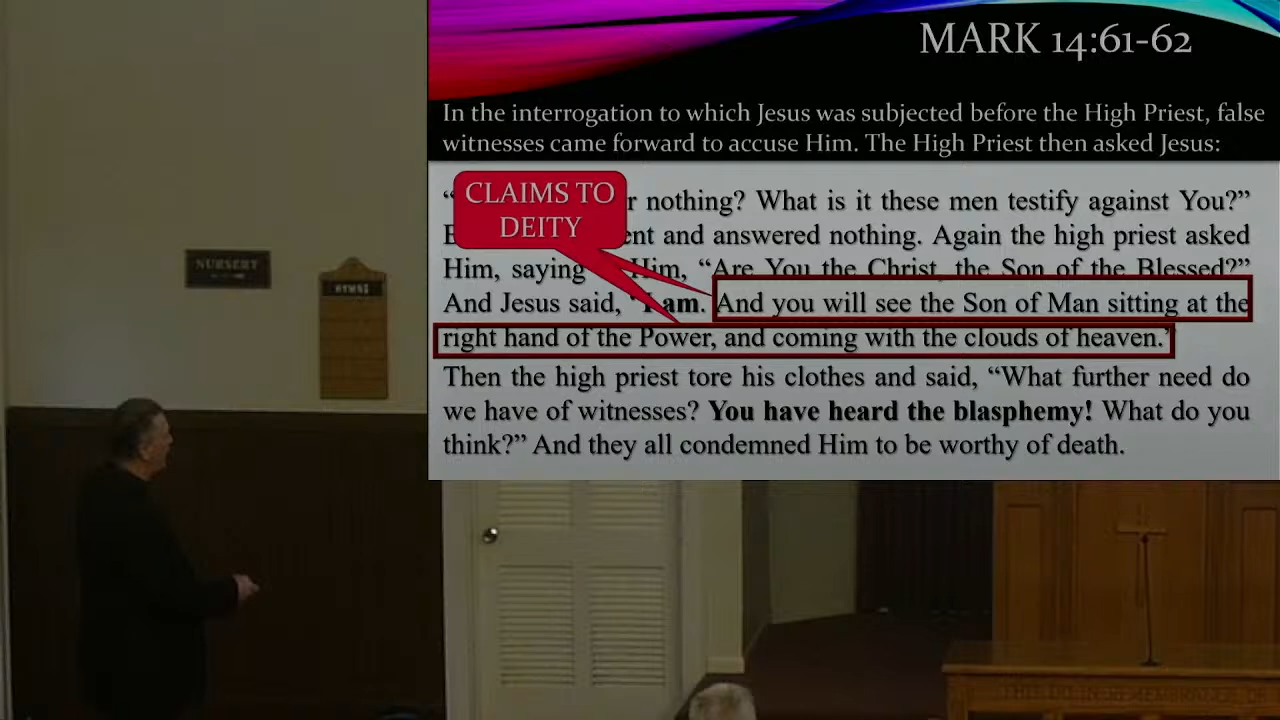 MARK 14:61-62
In the interrogation to which Jesus was subjected before the High Priest, false
witnesses came forward to accuse Him. The High Priest then asked Jesus:
CLAIMS TO
DEITY
r nothing? What is it these men testify against You?”
ent and answered nothing. Again the high priest asked
Him, saying Him, “Are You the Christ, the Son of the Blessed?”
And Jesus said, “I am. And you will see the Son of Man sitting at the
right hand of the Power, and coming with the clouds of heaven.”
Then the high priest tore his clothes and said, “What further need do
we have of witnesses? You have heard the blasphemy! What do you
think?” And they all condemned Him to be worthy of death.
NURSERY
HYMNS
THIS DO IN REMEMBRANCE OF